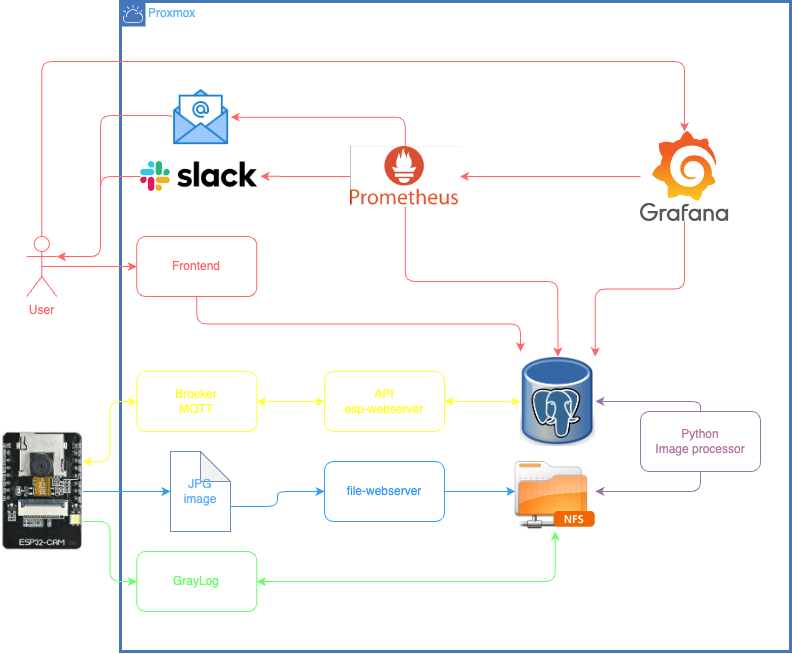 Proxmox
@
slack
Prometheus
Grafana
User
Frontend
Brocker
MQTT
API
esp-webserver
Python
Image processor
JPG
image
file-webserver
NFS
ESP32-CAM
GrayLog